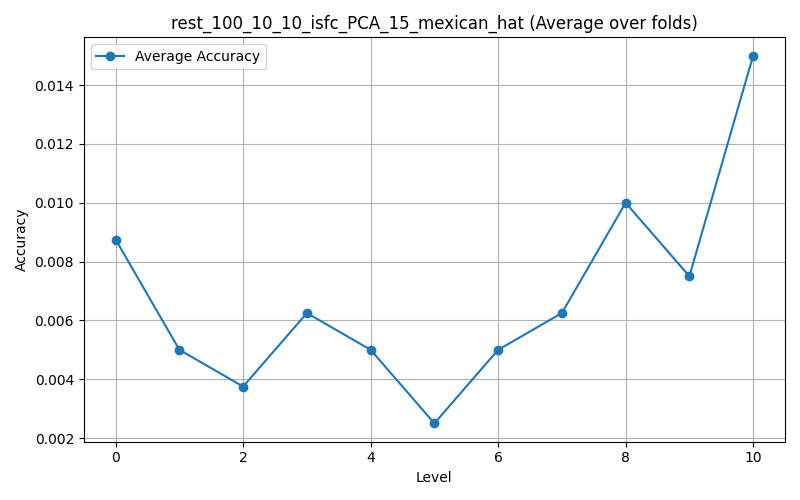 rest_100_10_10_isfc_PCA_15_mexican_hat (Average over folds)
Average Accuracy
0.014
0.012
0.010
0.008
0.006
0.004
0.002
Accuracy
0 2 4 6 8 10
Level